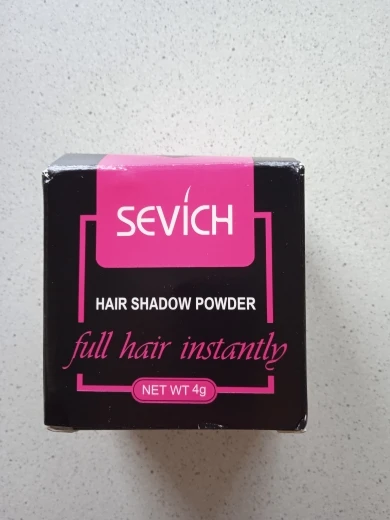 SEVICH
HAIR SHADOW POWDER
full hair instantly
NET WT 4g